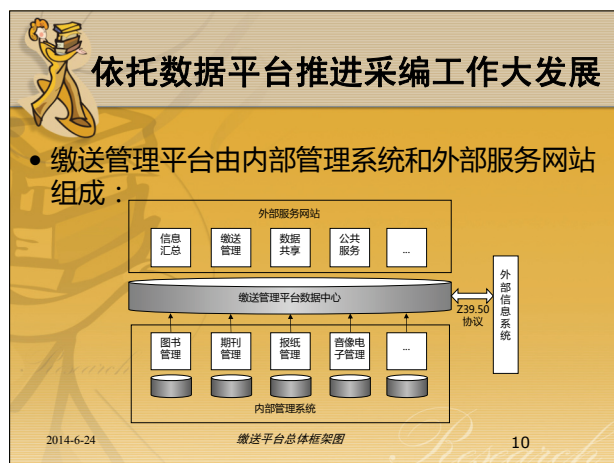 依托数据平台推进采编工作大发展
• 缴送管理平台由内部管理系统和外部服务网站
组成：
外部服务网站
信息
汇总
缴送
管理
数据
共享
公共
服务
...
缴送管理平台数据中心
Z39.50
协议
外部信息系统
图书
管理
期刊
管理
报纸
管理
音像电
子管理
...
内部管理系统
缴送平台总体框架图
2014-6-24
10
Research
Research